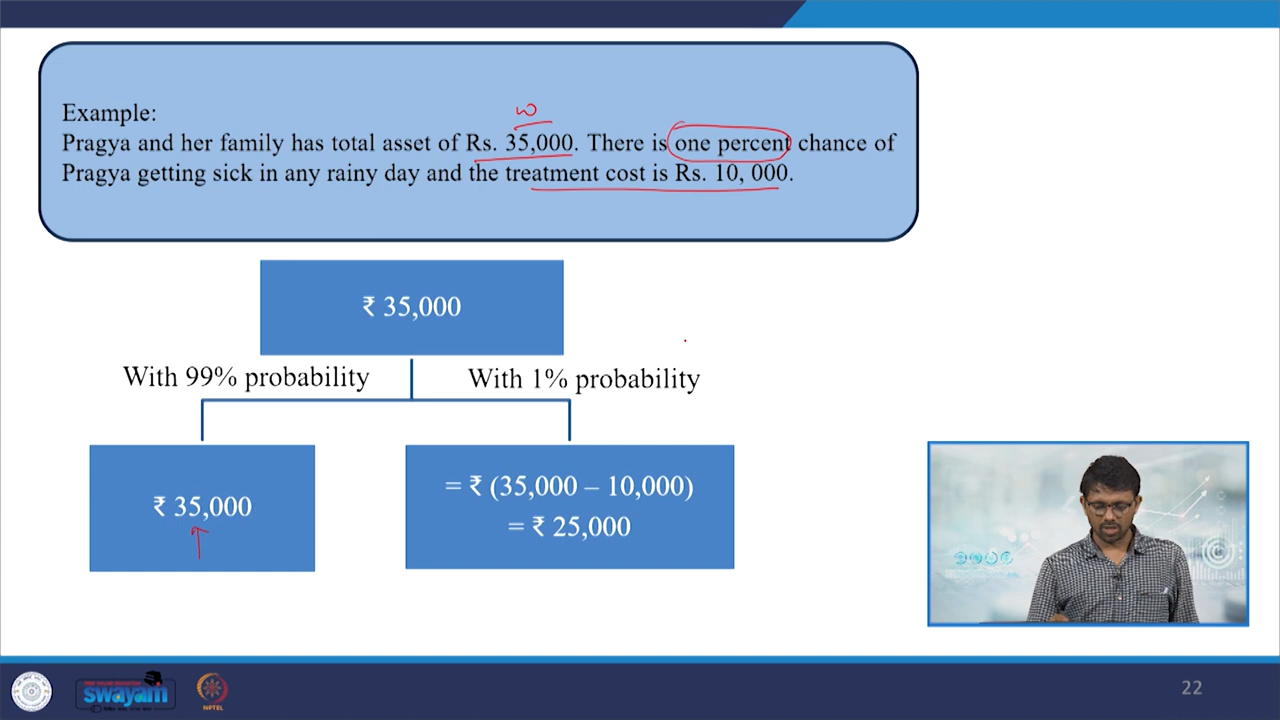 Example:
ω
Pragya and her family has total asset of Rs. 35,000. There is one percent chance of
Pragya getting sick in any rainy day and the treatment cost is Rs. 10, 000.
₹ 35,000
With 99% probability
With 1% probability
₹ 35,000
= ₹ (35,000 – 10,000)
= ₹ 25,000
swayam
NPTEL
22